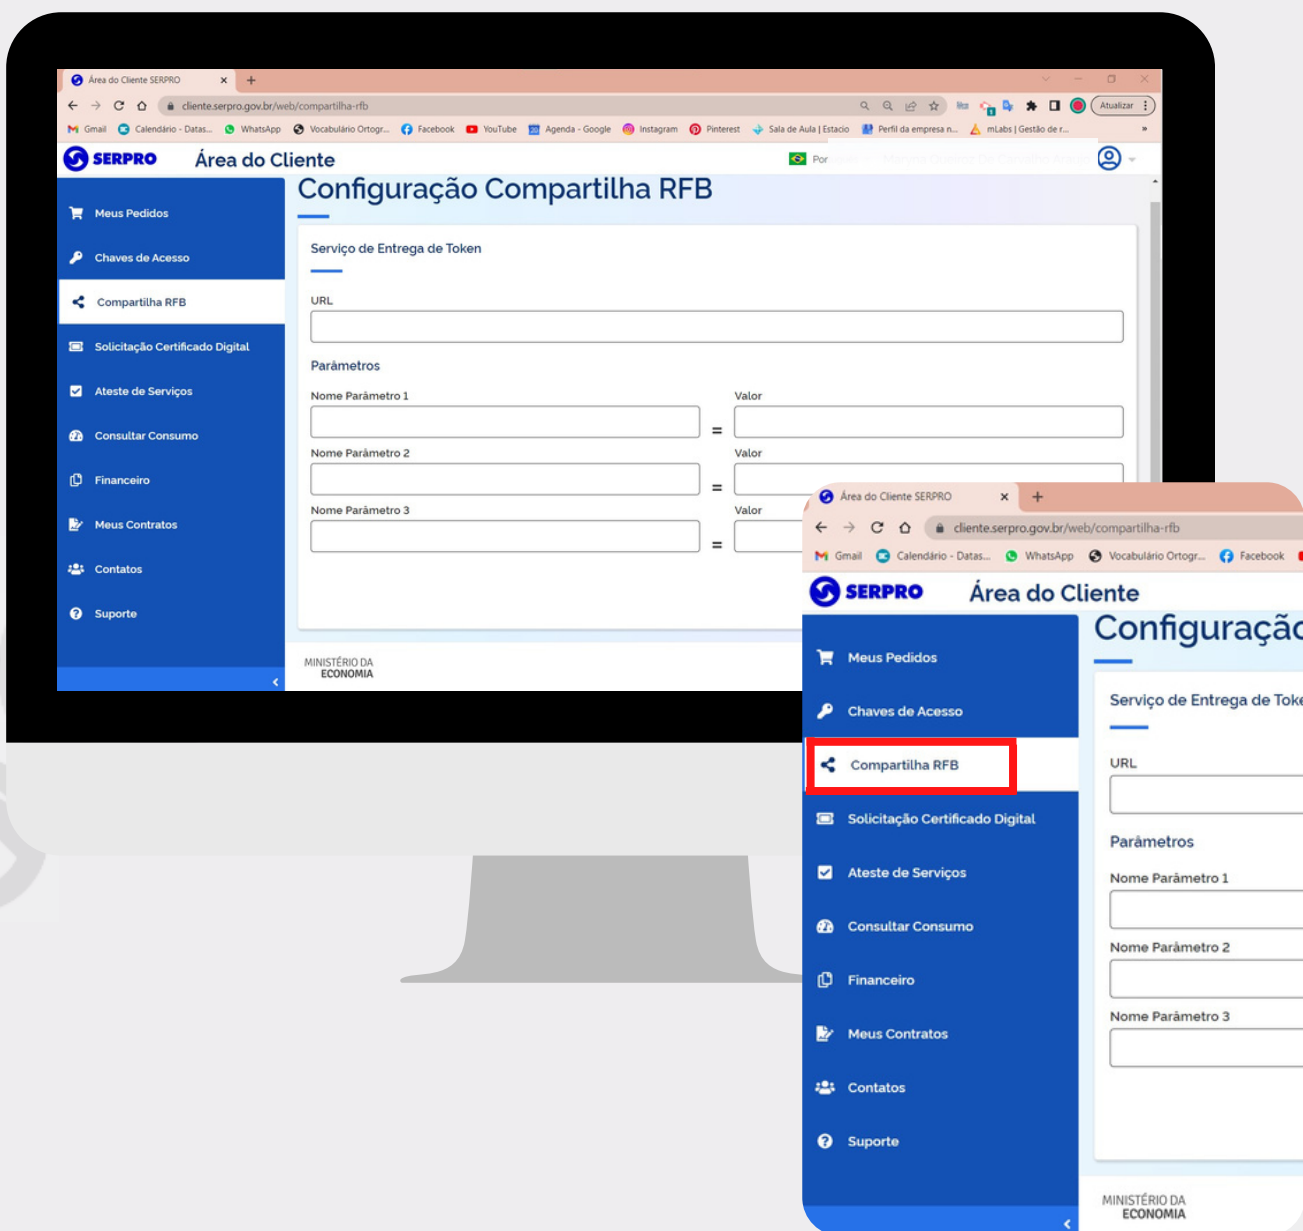 Área do Cliente SERPRO
cliente.serpro.gov.br/web/compartilha-rfb
Atualizar
Gmail Calendário - Datas... WhatsApp Vocabulário Ortogr... Facebook YouTube Agenda - Google Instagram Pinterest Sala de Aula | Estacio Perfil da empresa n... mLabs | Gestão de r... »
SERPRO Área do Cliente Por
Configuração Compartilha RFB
Meus Pedidos
Chaves de Acesso
Compartilha RFB
Solicitação Certificado Digital
Ateste de Serviços
Consultar Consumo
Financeiro
Meus Contratos
Contatos
Suporte
Serviço de Entrega de Token
URL
Parâmetros
Nome Parâmetro 1 Valor
=
Nome Parâmetro 2 Valor
=
Nome Parâmetro 3 Valor
=
MINISTÉRIO DA
ECONOMIA
Área do Cliente SERPRO
cliente.serpro.gov.br/web/compartilha-rfb
Gmail Calendário - Datas... WhatsApp Vocabulário Ortogr... Facebook
SERPRO Área do Cliente
Configuração
Meus Pedidos
Chaves de Acesso
Compartilha RFB
Solicitação Certificado Digital
Ateste de Serviços
Consultar Consumo
Financeiro
Meus Contratos
Contatos
Suporte
Serviço de Entrega de Toke
URL
Parâmetros
Nome Parâmetro 1
Nome Parâmetro 2
Nome Parâmetro 3
MINISTÉRIO DA
ECONOMIA